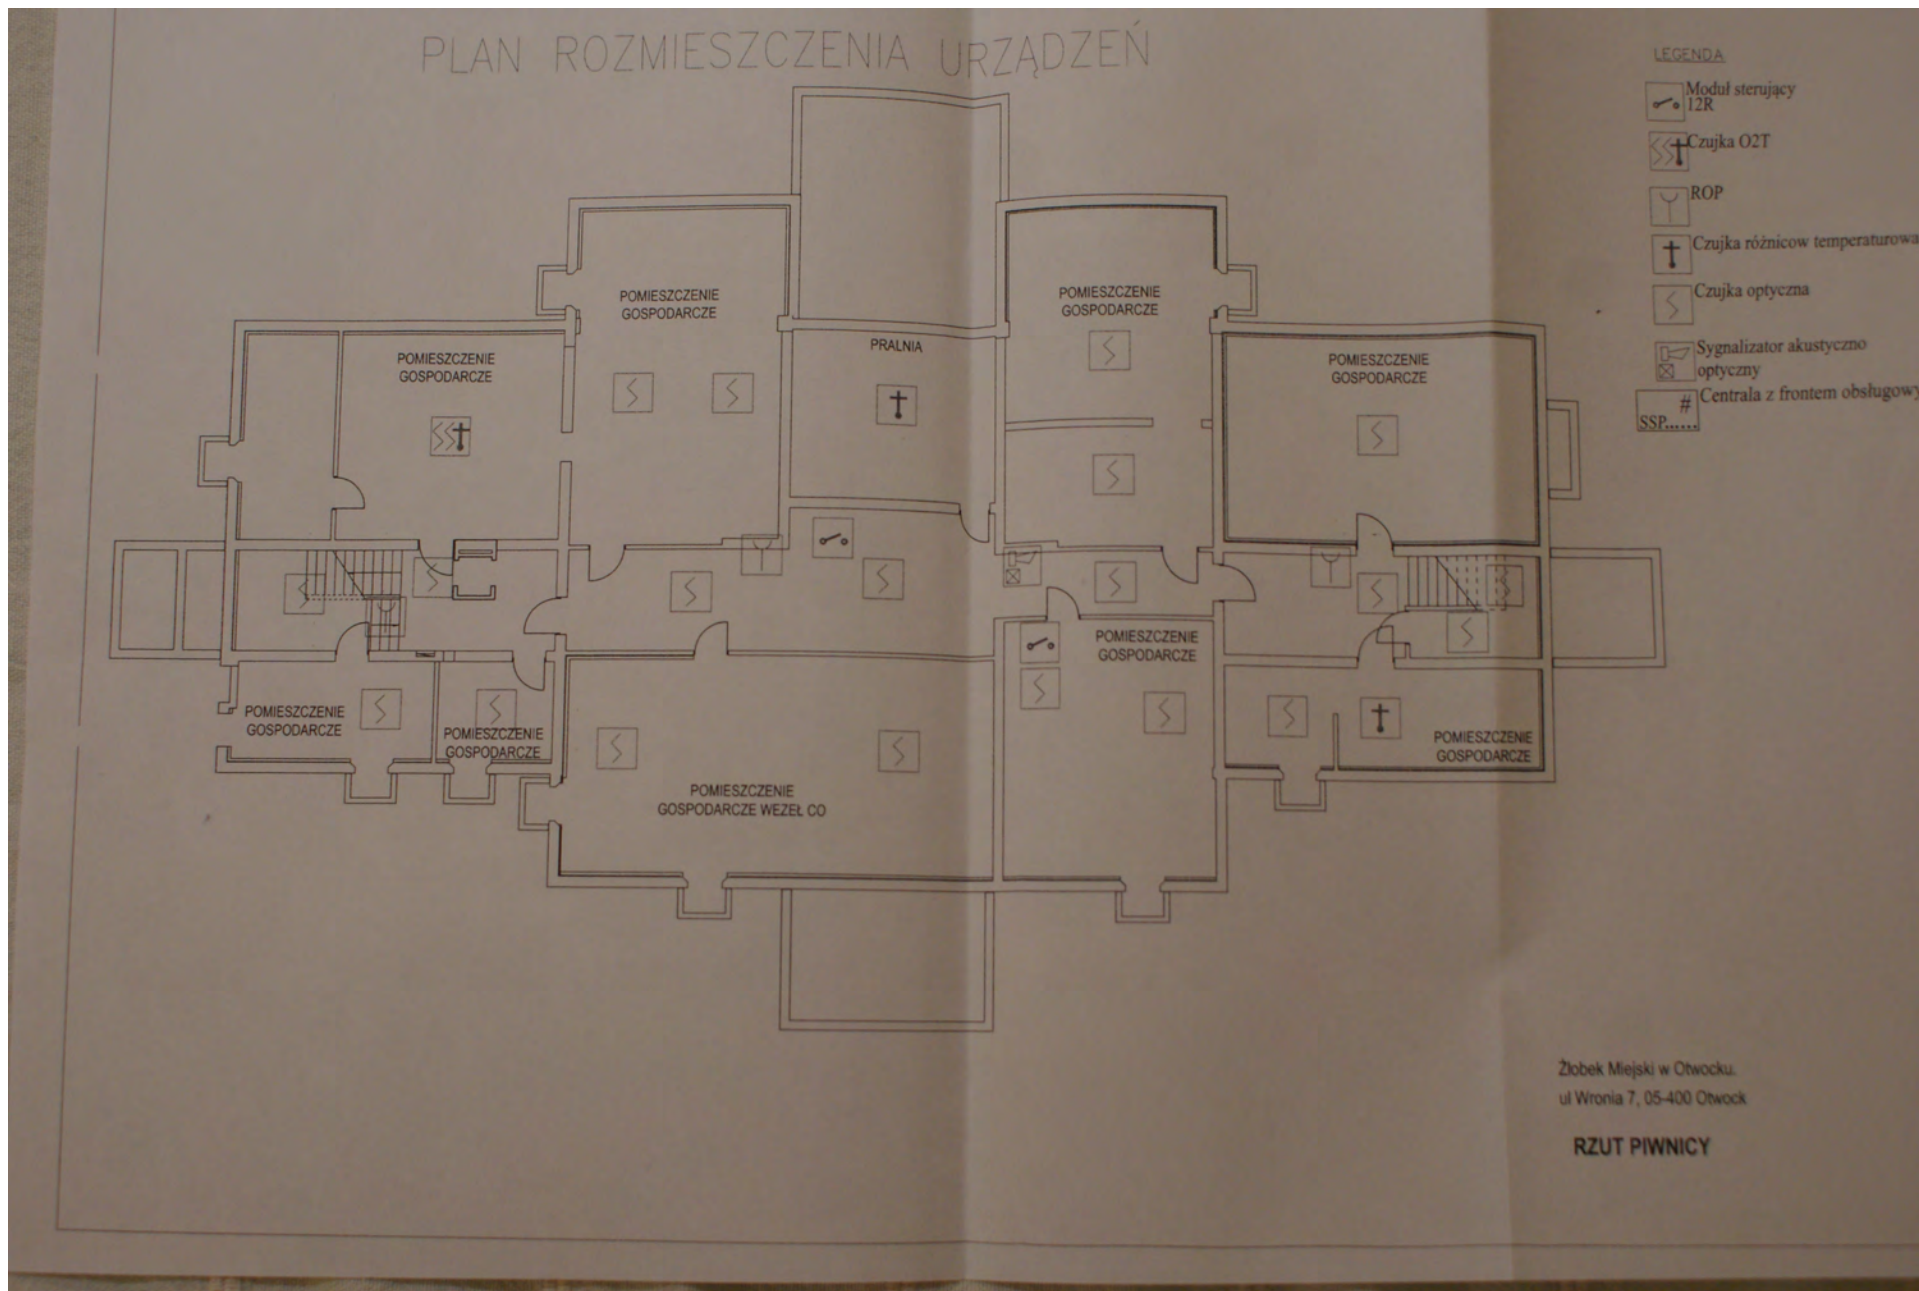 PLAN ROZMIESZCZENIA URZĄDZEŃ
LEGENDA
Moduł sterujący
12R
Czujka O2T
ROP
Czujka różnicow temperaturowa
Czujka optyczna
Sygnalizator akustyczno
optyczny
#
SSP......
Centrala z frontem obsługowy
POMIESZCZENIE
GOSPODARCZE
POMIESZCZENIE
GOSPODARCZE
POMIESZCZENIE
GOSPODARCZE
PRALNIA
POMIESZCZENIE
GOSPODARCZE
POMIESZCZENIE
GOSPODARCZE
POMIESZCZENIE
GOSPODARCZE
POMIESZCZENIE
GOSPODARCZE
POMIESZCZENIE
GOSPODARCZE
POMIESZCZENIE
GOSPODARCZE WEZEŁ CO
Żłobek Miejski w Otwocku.
ul Wronia 7, 05-400 Otwock
RZUT PIWNICY